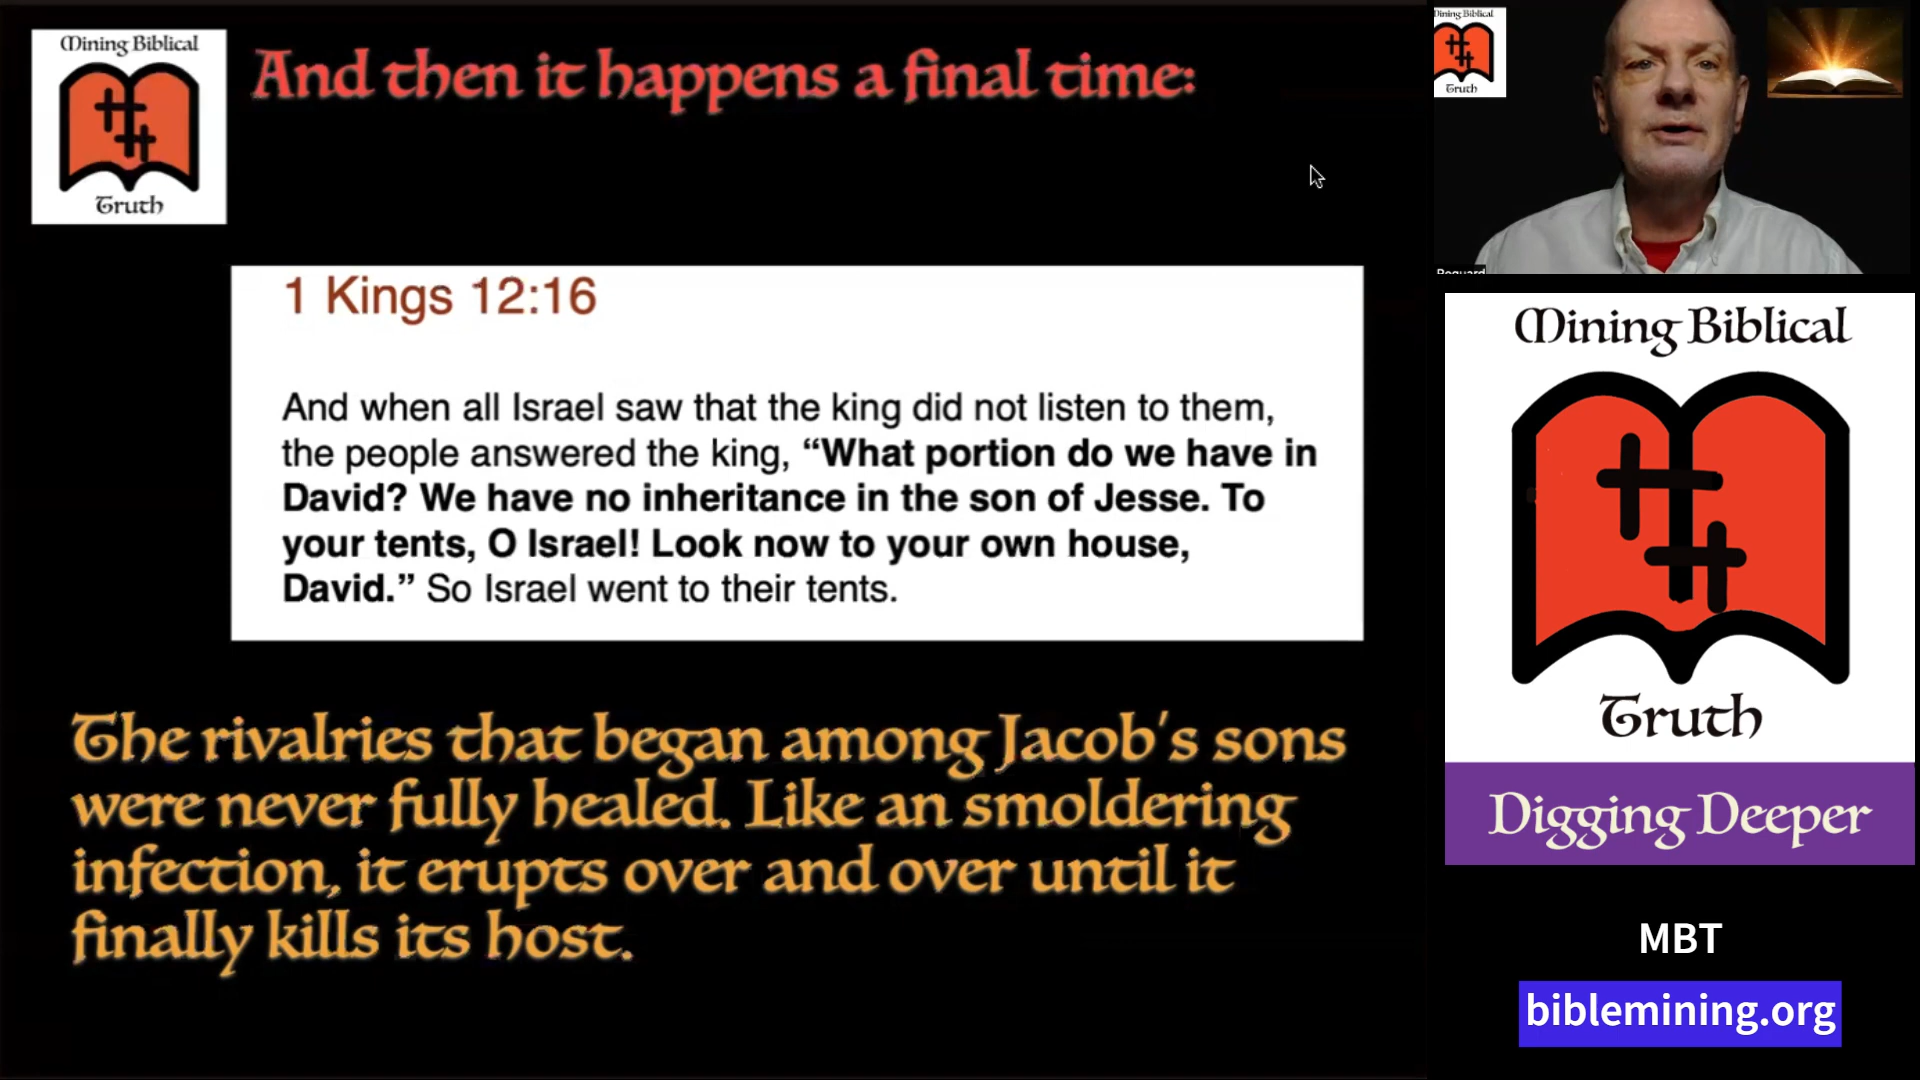 Mining Biblical
Truth
And then it happens a final time:
1 Kings 12:16
And when all Israel saw that the king did not listen to them,
the people answered the king, “What portion do we have in
David? We have no inheritance in the son of Jesse. To
your tents, O Israel! Look now to your own house,
David.” So Israel went to their tents.
The rivalries that began among Jacob's sons
were never fully healed. Like an smoldering
infection, it erupts over and over until it
finally kills its host.
Mining Biblical
Truth
Mining Biblical
Truth
Digging Deeper
MBT
biblemining.org